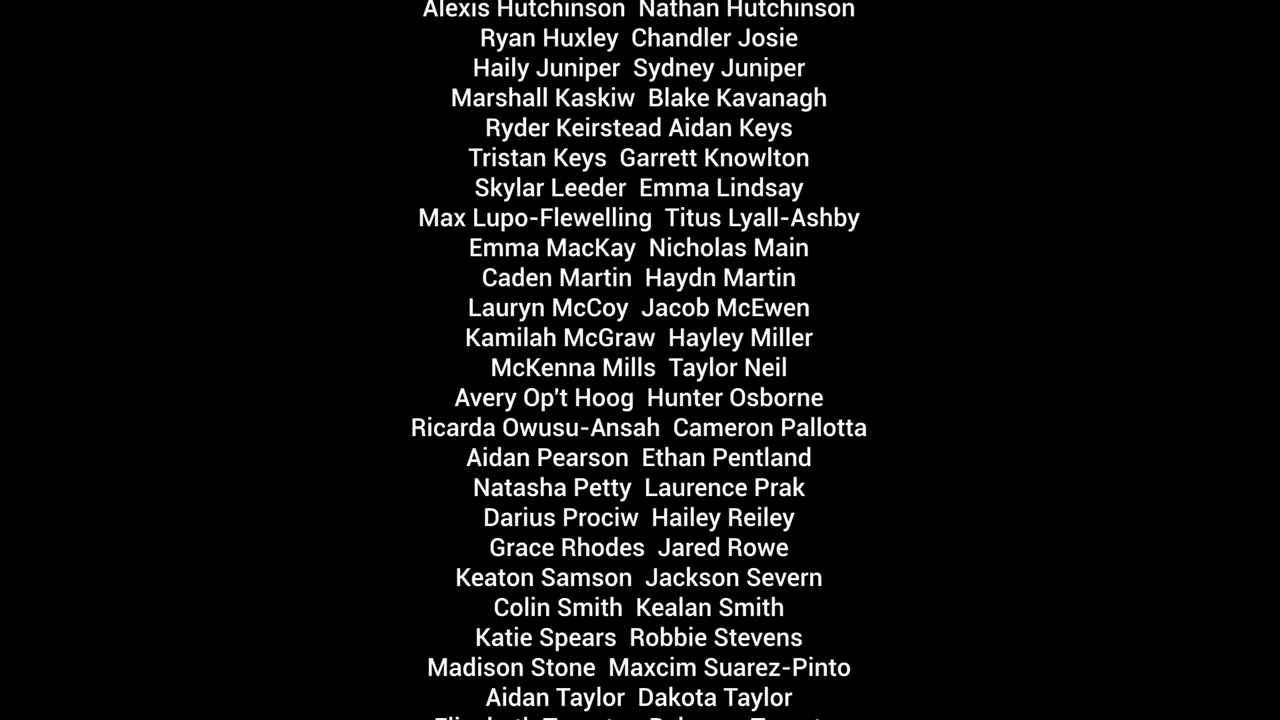 Alexis Hutchinson Nathan Hutchinson
Ryan Huxley Chandler Josie
Haily Juniper Sydney Juniper
Marshall Kaskiw Blake Kavanagh
Ryder Keirstead Aidan Keys
Tristan Keys Garrett Knowlton
Skylar Leeder Emma Lindsay
Max Lupo-Flewelling Titus Lyall-Ashby
Emma MacKay Nicholas Main
Caden Martin Haydn Martin
Lauryn McCoy Jacob McEwen
Kamilah McGraw Hayley Miller
McKenna Mills Taylor Neil
Avery Op't Hoog Hunter Osborne
Ricarda Owusu-Ansah Cameron Pallotta
Aidan Pearson Ethan Pentland
Natasha Petty Laurence Prak
Darius Prociw Hailey Reiley
Grace Rhodes Jared Rowe
Keaton Samson Jackson Severn
Colin Smith Kealan Smith
Katie Spears Robbie Stevens
Madison Stone Maxcim Suarez-Pinto
Aidan Taylor Dakota Taylor